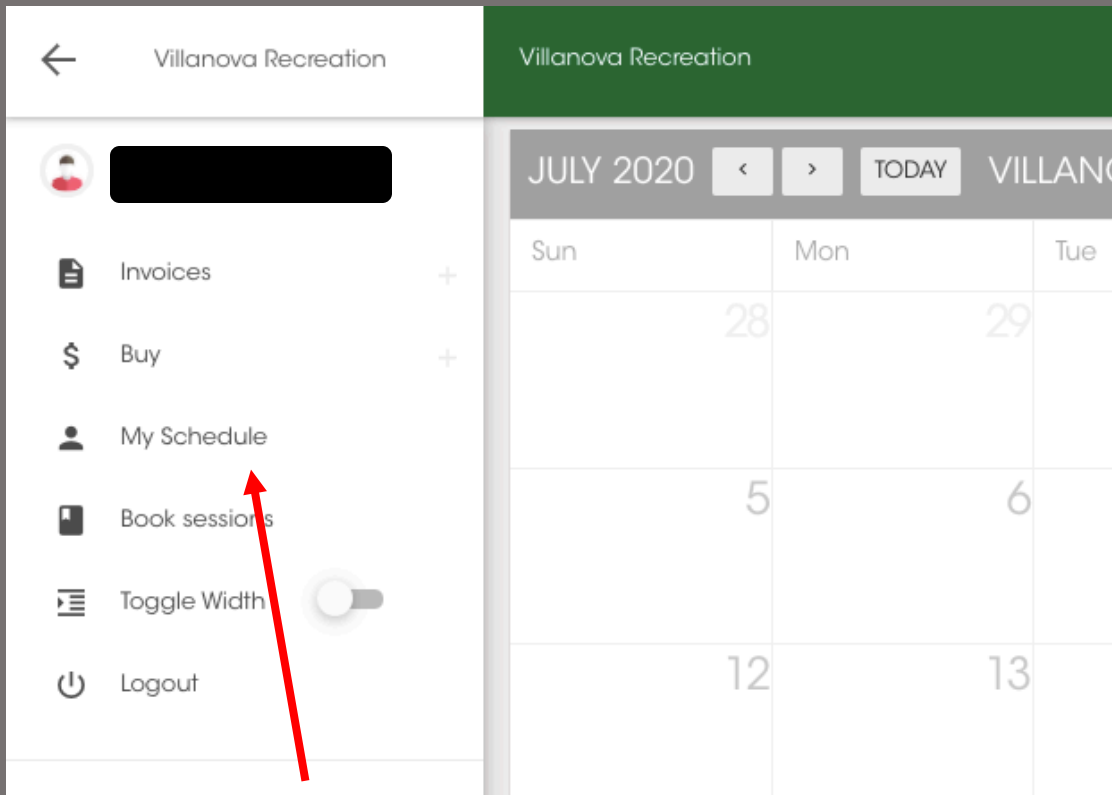 Villanova Recreation
Invoices +
$ Buy +
My Schedule
Book sessions
Toggle Width
Logout
Villanova Recreation
JULY 2020 < > TODAY
Sun Mon Tue
28 29
5 6
12 13